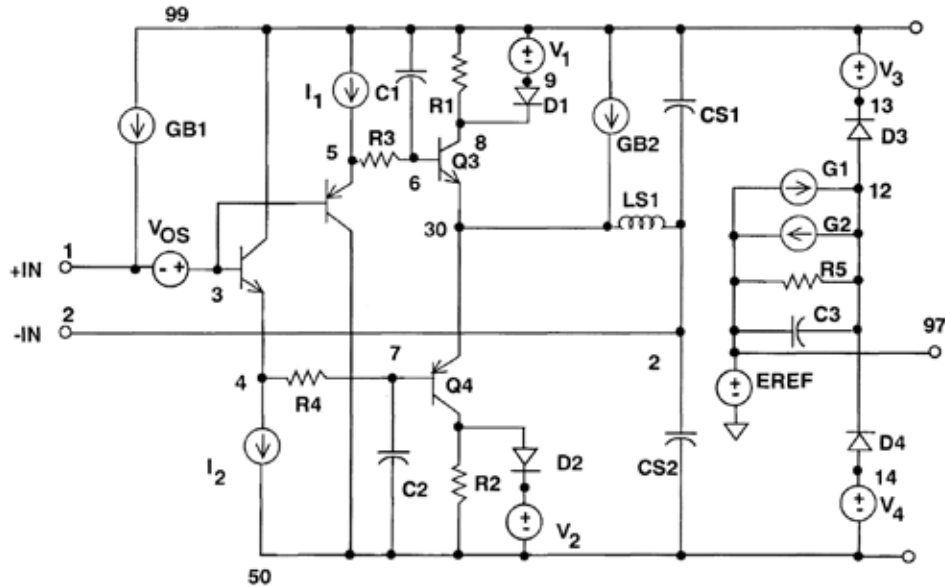 99
V1
9
D1
V3
13
D3
I1
C1
R1
CS1
GB1
5
R3
6
Q3
8
GB2
G1
12
LS1
G2
VOS
30
1
+IN
- +
3
R5
2
-IN
C3
97
7
2
4
R4
Q4
EREF
D4
I2
C2
R2
D2
CS2
14
V2
V4
50